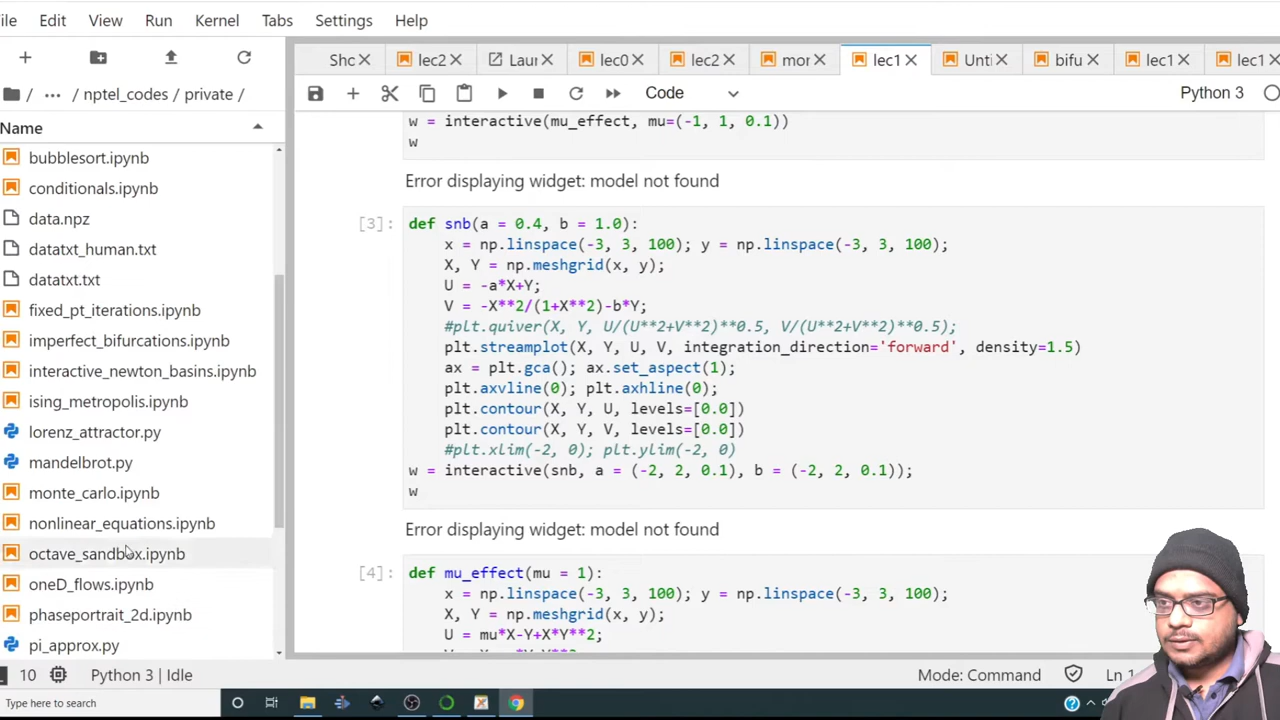 ile Edit View Run Kernel Tabs Settings Help
Shc lec2 Laun lec0 lec2 mor lec1 Unti bifu lec1 lec1
/ ... / nptel_codes / private /
Code Python 3
Name
bubblesort.ipynb
conditionals.ipynb
data.npz
datatxt_human.txt
datatxt.txt
fixed_pt_iterations.ipynb
imperfect_bifurcations.ipynb
interactive_newton_basins.ipynb
ising_metropolis.ipynb
lorenz_attractor.py
mandelbrot.py
monte_carlo.ipynb
nonlinear_equations.ipynb
octave_sandbox.ipynb
oneD_flows.ipynb
phaseportrait_2d.ipynb
pi_approx.py
w = interactive(mu_effect, mu=(-1, 1, 0.1))
w
Error displaying widget: model not found
[3]: def snb(a = 0.4, b = 1.0):
x = np.linspace(-3, 3, 100); y = np.linspace(-3, 3, 100);
X, Y = np.meshgrid(x, y);
U = -a*X+Y;
V = -X**2/(1+X**2)-b*Y;
#plt.quiver(X, Y, U/(U**2+V**2)**0.5, V/(U**2+V**2)**0.5);
plt.streamplot(X, Y, U, V, integration_direction='forward', density=1.5)
ax = plt.gca(); ax.set_aspect(1);
plt.axvline(0); plt.axhline(0);
plt.contour(X, Y, U, levels=[0.0])
plt.contour(X, Y, V, levels=[0.0])
#plt.xlim(-2, 0); plt.ylim(-2, 0)
w = interactive(snb, a = (-2, 2, 0.1), b = (-2, 2, 0.1));
w
Error displaying widget: model not found
[4]: def mu_effect(mu = 1):
x = np.linspace(-3, 3, 100); y = np.linspace(-3, 3, 100);
X, Y = np.meshgrid(x, y);
U = mu*X-Y+X*Y**2;
10 Python 3 | Idle Mode: Command Ln 1
Type here to search